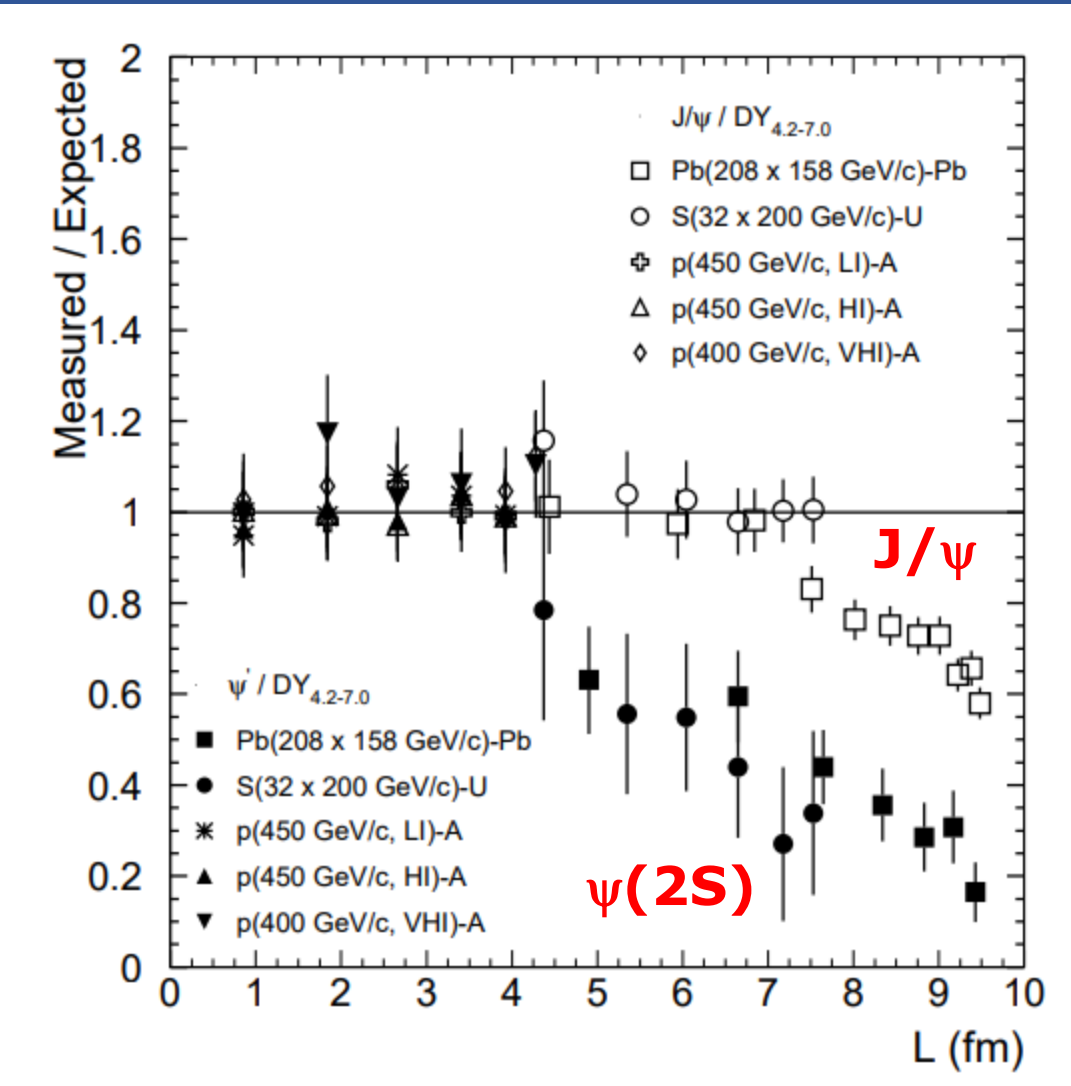 Measured / Expected
2
1.8
1.6
1.4
1.2
1
0.8
0.6
0.4
0.2
0
J/ψ / DY4.2-7.0
Pb(208 x 158 GeV/c)-Pb
S(32 x 200 GeV/c)-U
p(450 GeV/c, LI)-A
p(450 GeV/c, HI)-A
p(400 GeV/c, VHI)-A
J/ψ
ψ' / DY4.2-7.0
Pb(208 x 158 GeV/c)-Pb
S(32 x 200 GeV/c)-U
p(450 GeV/c, LI)-A
p(450 GeV/c, HI)-A
p(400 GeV/c, VHI)-A
ψ(2S)
0 1 2 3 4 5 6 7 8 9 10
L (fm)